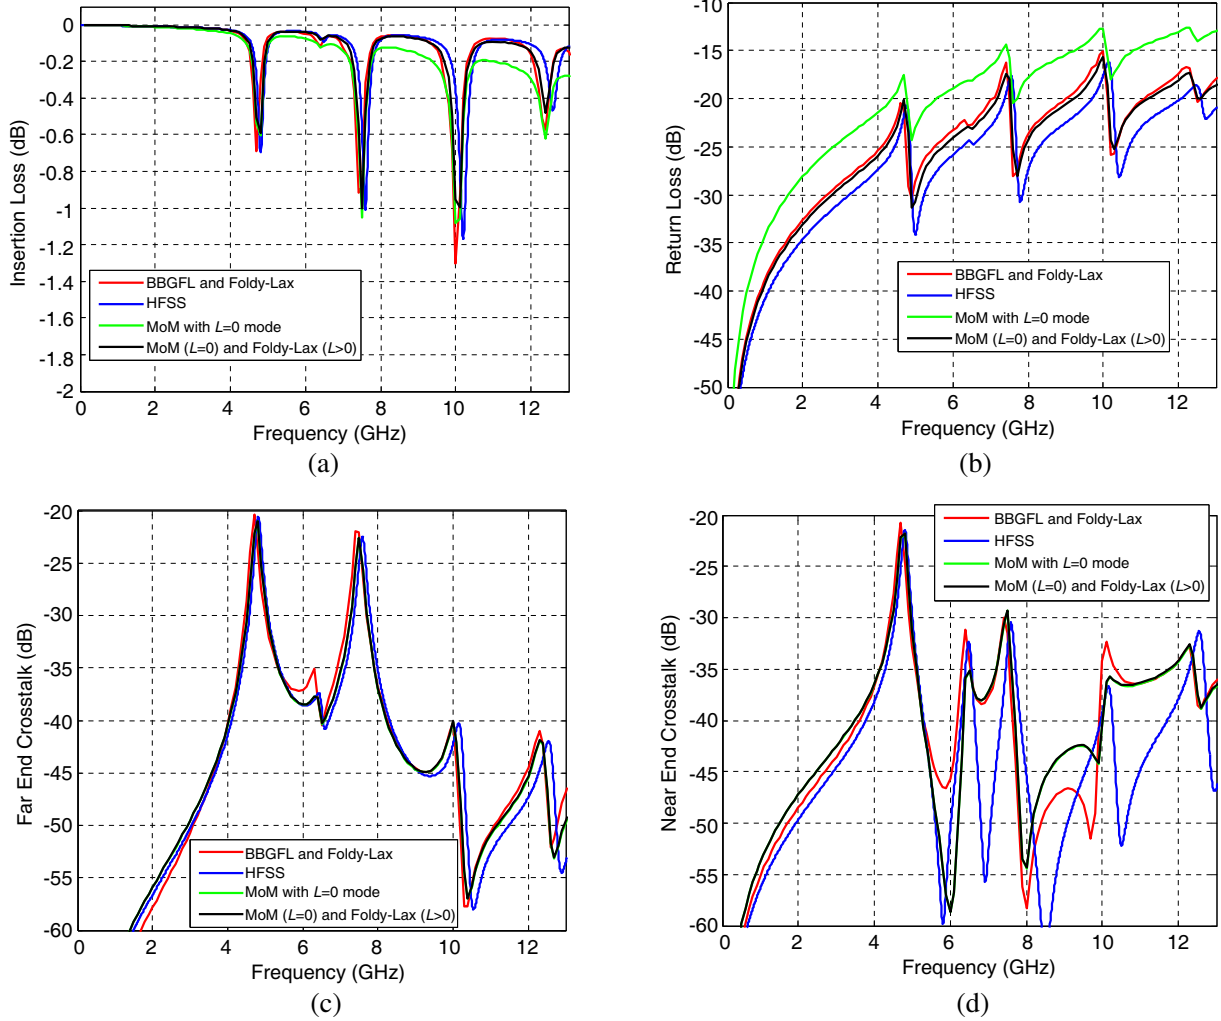 0
-0.2
-0.4
-0.6
-0.8
-1
-1.2
-1.4
-1.6
-1.8
-2
Insertion Loss (dB)
BBGFL and Foldy-Lax
HFSS
MoM with L=0 mode
MoM (L=0) and Foldy-Lax (L>0)
0 2 4 6 8 10 12
Frequency (GHz)
(a)
-10
-15
-20
-25
-30
-35
-40
-45
-50
Return Loss (dB)
BBGFL and Foldy-Lax
HFSS
MoM with L=0 mode
MoM (L=0) and Foldy-Lax (L>0)
0 2 4 6 8 10 12
Frequency (GHz)
(b)
-20
-25
-30
-35
-40
-45
-50
-55
-60
Far End Crosstalk (dB)
BBGFL and Foldy-Lax
HFSS
MoM with L=0 mode
MoM (L=0) and Foldy-Lax (L>0)
0 2 4 6 8 10 12
Frequency (GHz)
(c)
-20
-25
-30
-35
-40
-45
-50
-55
-60
Near End Crosstalk (dB)
BBGFL and Foldy-Lax
HFSS
MoM with L=0 mode
MoM (L=0) and Foldy-Lax (L>0)
0 2 4 6 8 10 12
Frequency (GHz)
(d)